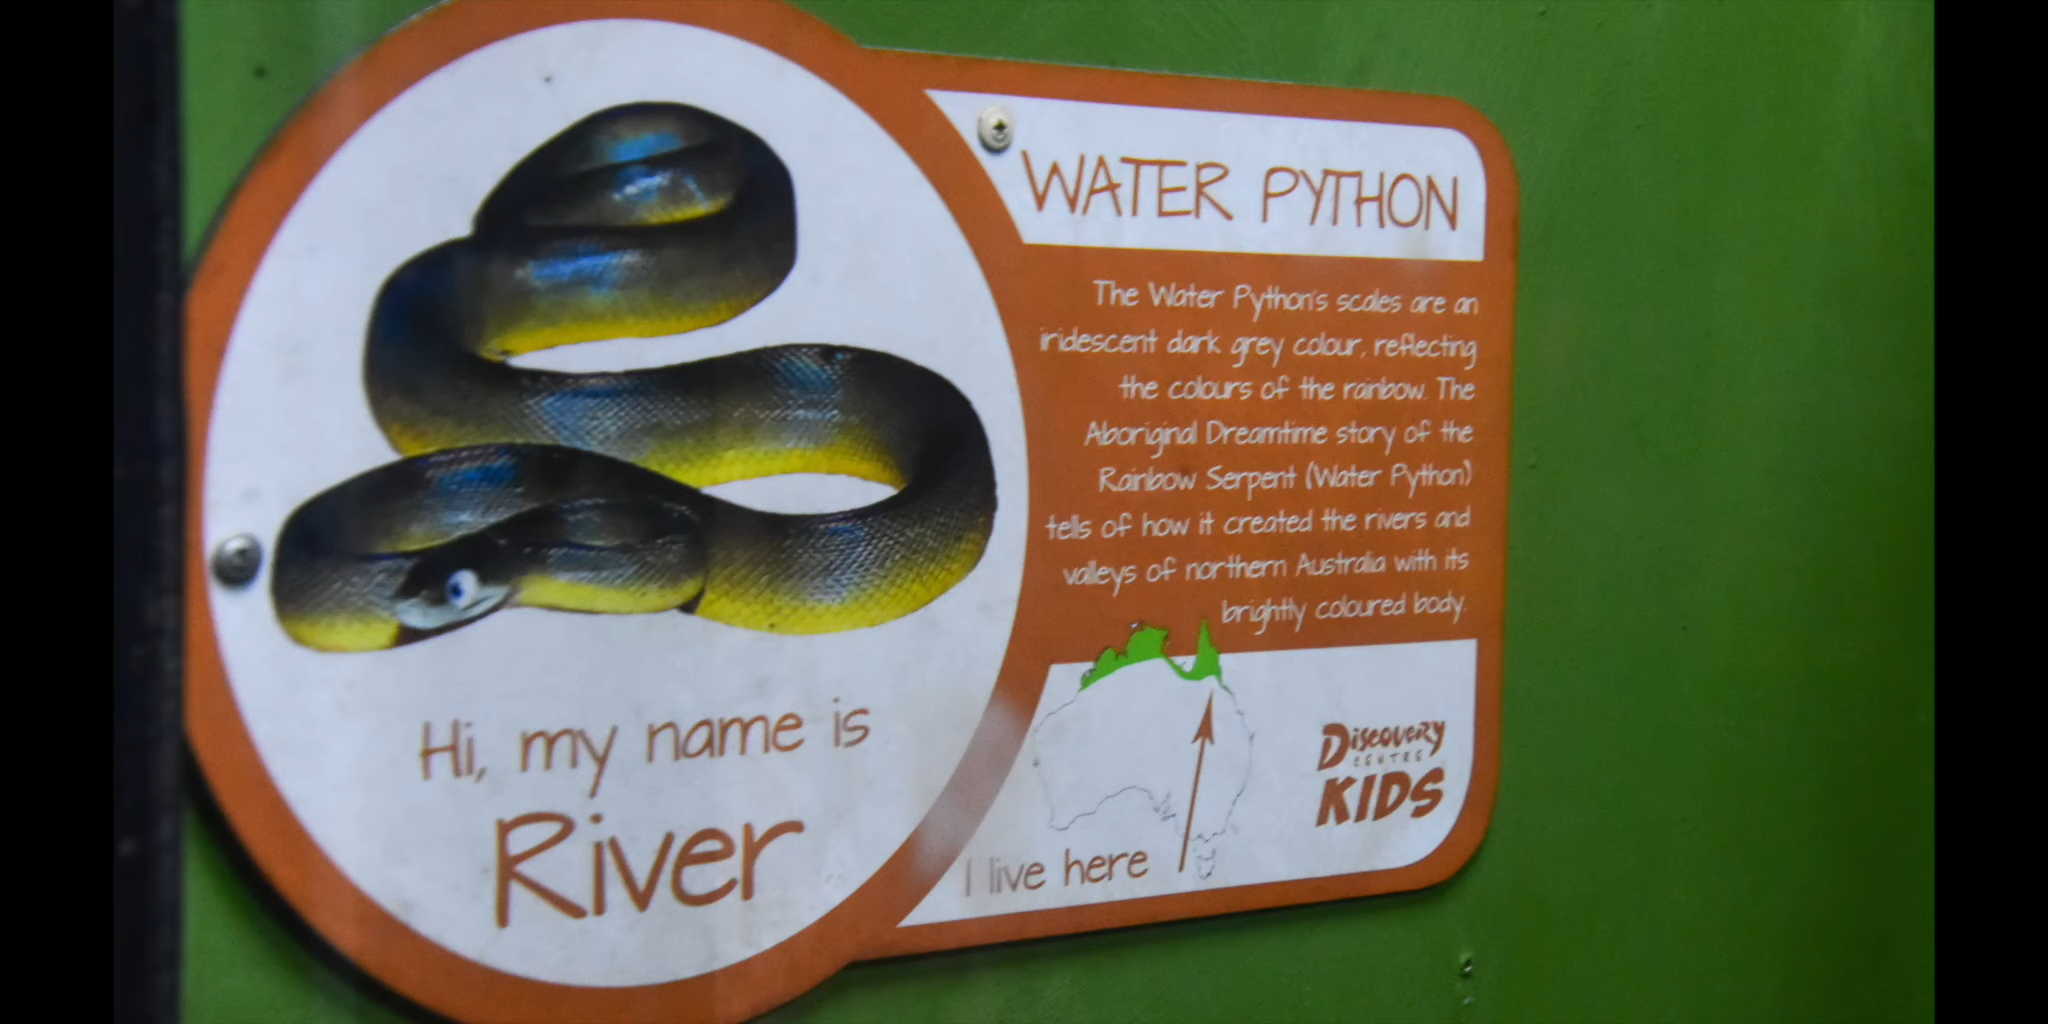 WATER PYTHON
The Water Python's scales are an
iridescent dark grey colour, reflecting
the colours of the rainbow. The
Aboriginal Dreamtime story of the
Rainbow Serpent (Water Python)
tells of how it created the rivers and
valleys of northern Australia with its
brightly coloured body.
Hi, my name is
River
I live here
DISCOVERY
CENTRE
KIDS